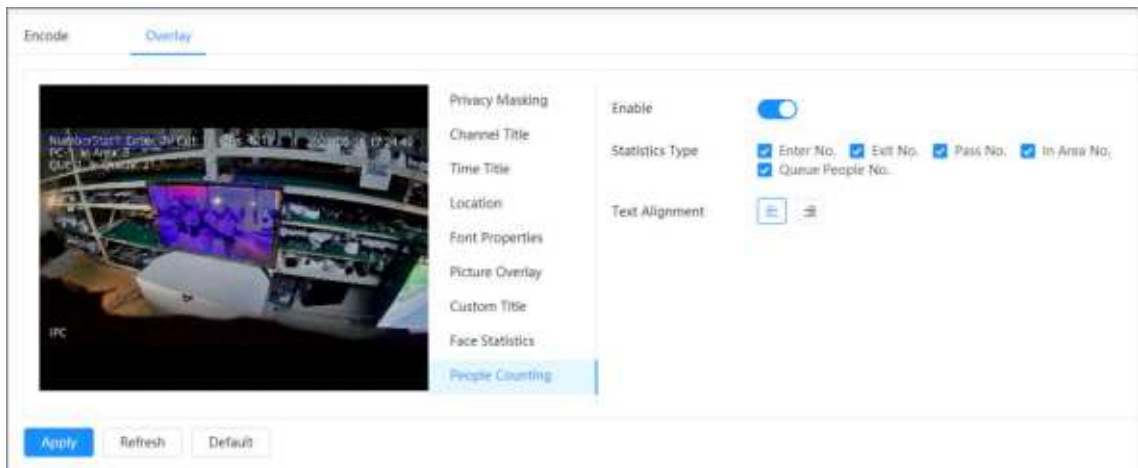 Encode Overlay
Privacy Masking
Channel Title
Time Title
Location
Font Properties
Picture Overlay
Custom Title
Face Statistics
People Counting
Enable
Statistics Type Enter No. Exit No. Pass No. In Area No.
Queue People No.
Text Alignment
IPC
Apply Refresh Default